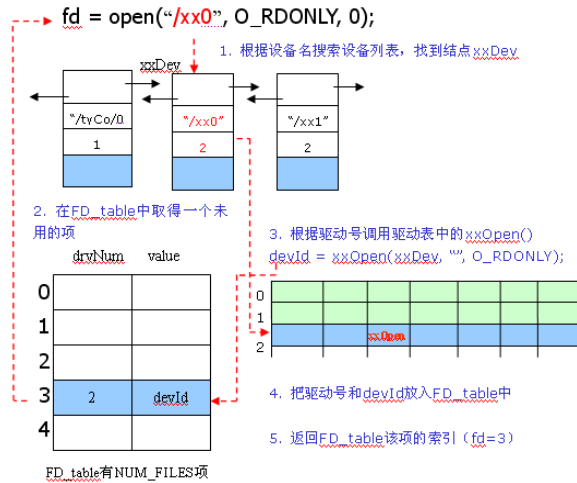 fd = open("/xx0", O_RDONLY, 0);
1. 根据设备名搜索设备列表，找到结点xxDev
xxDev
"/tyCo/0
"/xx0"
"/xx1"
1
2
2
2. 在FD_table中取得一个未
用的项
3. 根据驱动号调用驱动表中的xxOpen()
devId = xxOpen(xxDev, "", O_RDONLY);
drvNum
value
0
1
2
3
2
devId
4
0
1
xxOpen
2
4. 把驱动号和devId放入FD_table中
5. 返回FD_table该项的索引（fd=3）
FD_table有NUM_FILES项